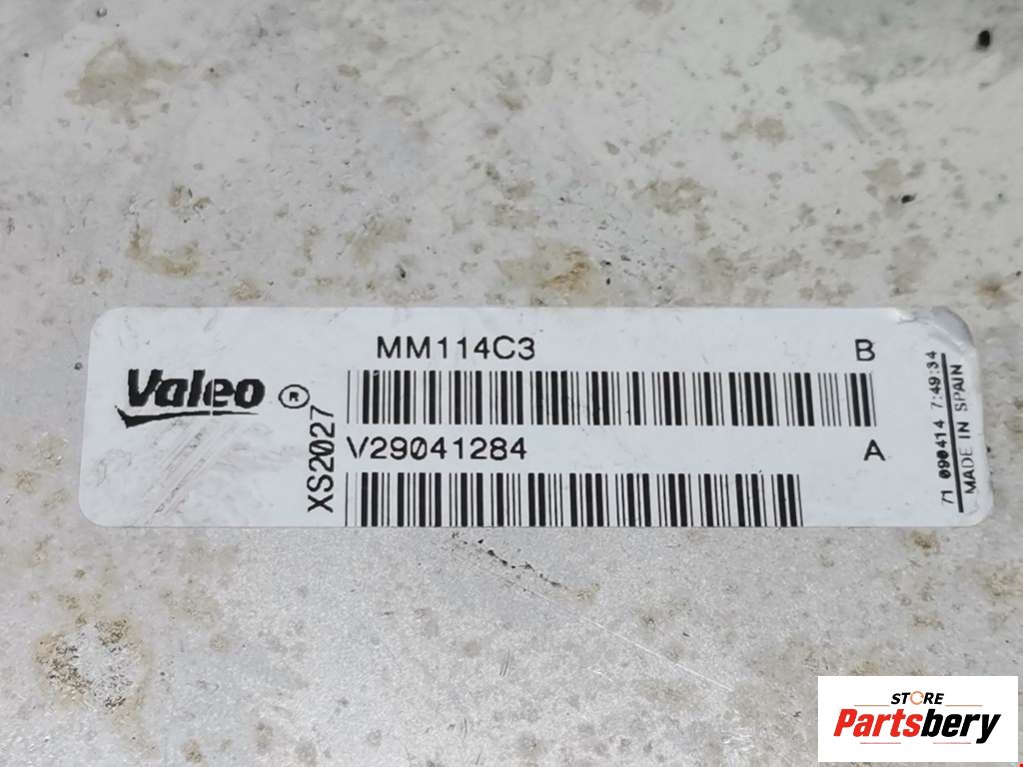 MM114C3 B
Valeo ®
XS2027
V29041284 A
71 090414 7:49:34
MADE IN SPAIN
STORE
Partsbery